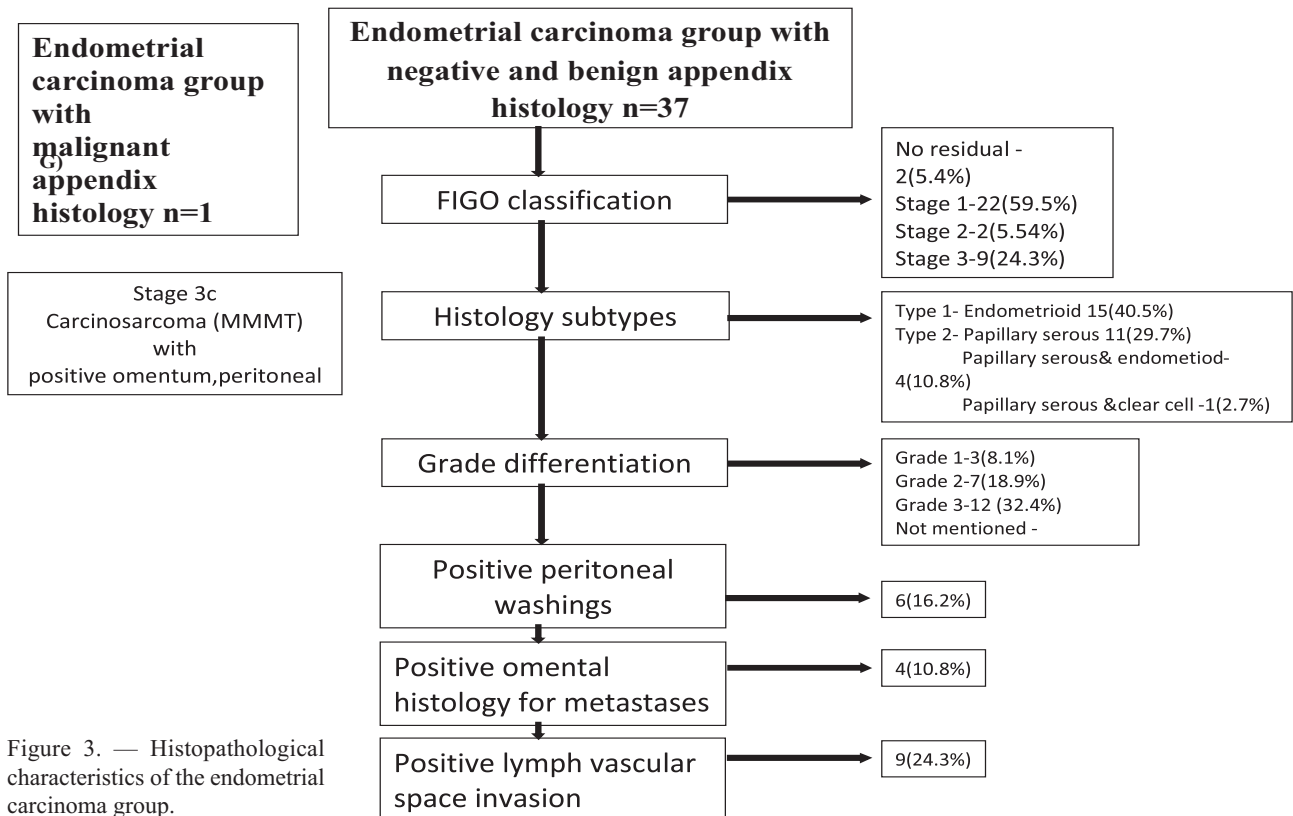 Endometrial
carcinoma group
with
malignant
G)
appendix
histology n=1
Endometrial carcinoma group with
negative and benign appendix
histology n=37
FIGO classification
No residual -
2(5.4%)
Stage 1-22(59.5%)
Stage 2-2(5.54%)
Stage 3-9(24.3%)
Stage 3c
Carcinosarcoma (MMMT)
with
positive omentum,peritoneal
Histology subtypes
Type 1- Endometrioid 15(40.5%)
Type 2- Papillary serous 11(29.7%)
Papillary serous& endometiod-
4(10.8%)
Papillary serous &clear cell -1(2.7%)
Grade differentiation
Grade 1-3(8.1%)
Grade 2-7(18.9%)
Grade 3-12 (32.4%)
Not mentioned -
Positive peritoneal
washings
6(16.2%)
Positive omental
histology for metastases
4(10.8%)
Positive lymph vascular
space invasion
9(24.3%)
Figure 3. — Histopathological
characteristics of the endometrial
carcinoma group.